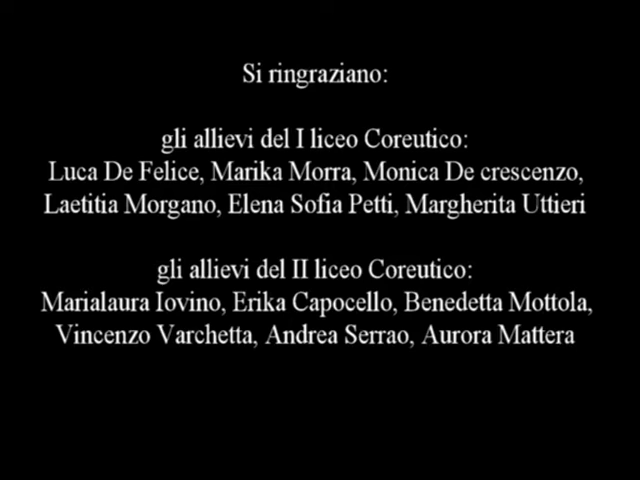 Si ringraziano:
gli allievi del I liceo Coreutico:
Luca De Felice, Marika Morra, Monica De crescenzo,
Laetitia Morgano, Elena Sofia Petti, Margherita Uttieri
gli allievi del II liceo Coreutico:
Marialaura Iovino, Erika Capocello, Benedetta Mottola,
Vincenzo Varchetta, Andrea Serrao, Aurora Mattera